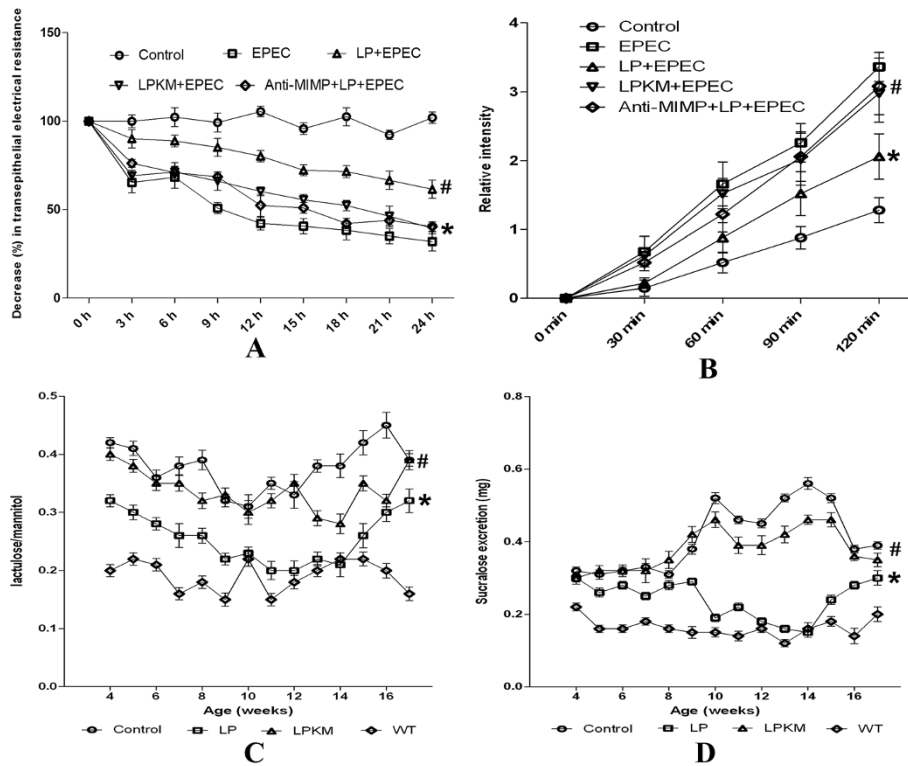 Decrease (%) in transepithelial electrical resistance
150
100
50
0
Control
EPEC
LP+EPEC
LPKM+EPEC
Anti-MIMP+LP+EPEC
#
*
0 h
3 h
6 h
9 h
12 h
15 h
18 h
21 h
24 h
A
Relative intensity
4
3
2
1
0
Control
EPEC
LP+EPEC
LPKM+EPEC
Anti-MIMP+LP+EPEC
#
*
0 min
30 min
60 min
90 min
120 min
B
lactulose/mannitol
0.5
0.4
0.3
0.2
0.1
0.0
#
*
4 6 8 10 12 14 16
Age (weeks)
Control LP LPKM WT
C
Sucralose excretion (mg)
0.8
0.6
0.4
0.2
0.0
#
*
4 6 8 10 12 14 16
Age (weeks)
Control LP LPKM WT
D